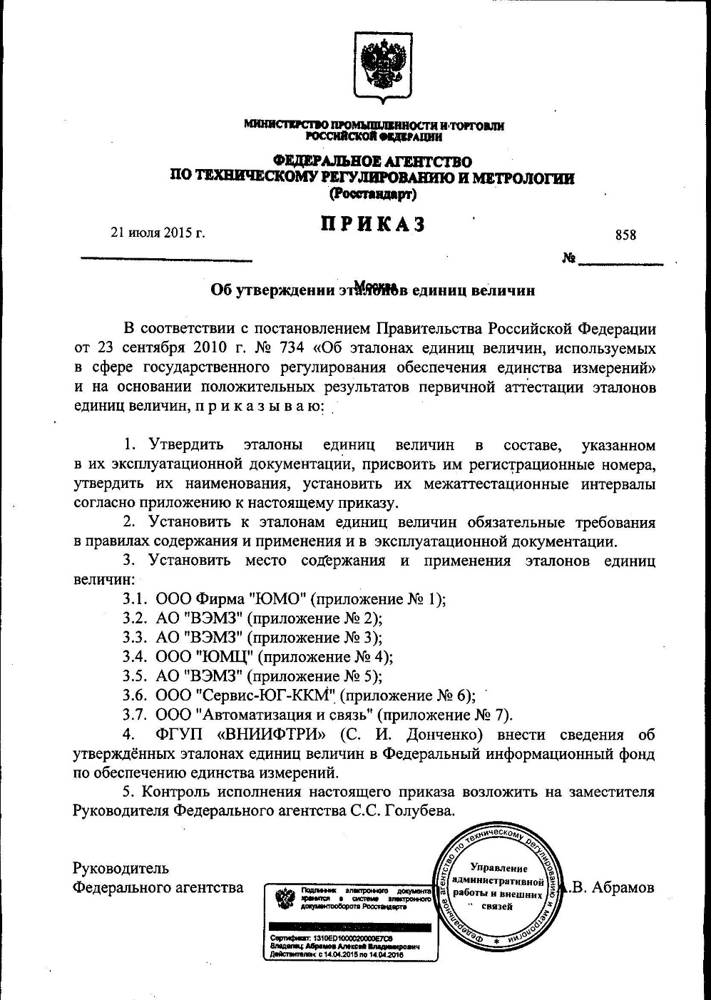 МИНИСТЕРСТВО ПРОМЫШЛЕННОСТИ И ТОРГОВЛИ
РОССИЙСКОЙ ФЕДЕРАЦИИ
ФЕДЕРАЛЬНОЕ АГЕНТСТВО
ПО ТЕХНИЧЕСКОМУ РЕГУЛИРОВАНИЮ И МЕТРОЛОГИИ
(Росстандарт)
П Р И К А З
21 июля 2015 г.
858
№
Москва
Об утверждении эталонов единиц величин
В соответствии с постановлением Правительства Российской Федерации
от 23 сентября 2010 г. № 734 «Об эталонах единиц величин, используемых
в сфере государственного регулирования обеспечения единства измерений»
и на основании положительных результатов первичной аттестации эталонов
единиц величин, п р и к а з ы в а ю:
1. Утвердить эталоны единиц величин в составе, указанном
в их эксплуатационной документации, присвоить им регистрационные номера,
утвердить их наименования, установить их межаттестационные интервалы
согласно приложению к настоящему приказу.
2. Установить к эталонам единиц величин обязательные требования
в правилах содержания и применения и в эксплуатационной документации.
3. Установить место содержания и применения эталонов единиц
величин:
3.1. ООО Фирма "ЮМО" (приложение № 1);
3.2. АО "ВЭМЗ" (приложение № 2);
3.3. АО "ВЭМЗ" (приложение № 3);
3.4. ООО "ЮМЦ" (приложение № 4);
3.5. АО "ВЭМЗ" (приложение № 5);
3.6. ООО "Сервис-ЮГ-ККМ" (приложение № 6);
3.7. ООО "Автоматизация и связь" (приложение № 7).
4. ФГУП «ВНИИФТРИ» (С. И. Донченко) внести сведения об
утверждённых эталонах единиц величин в Федеральный информационный фонд
по обеспечению единства измерений.
5. Контроль исполнения настоящего приказа возложить на заместителя
Руководителя Федерального агентства С.С. Голубева.
Руководитель
Федерального агентства
А.В. Абрамов
Подлинник электронного документа
хранится в системе электронного
документооборота Росстандарта
Сертификат: 1310ED1000020000E7C6
Владелец: Абрамов Алексей Владимирович
Действителен: с 14.04.2015 по 14.04.2016
Федеральное агентство по техническому регулированию и метрологии *
Управление
административной
работы и внешних
связей